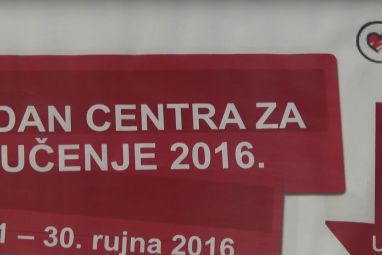 DAN CENTRA ZA
UČENJE 2016.
1 – 30. rujna 2016